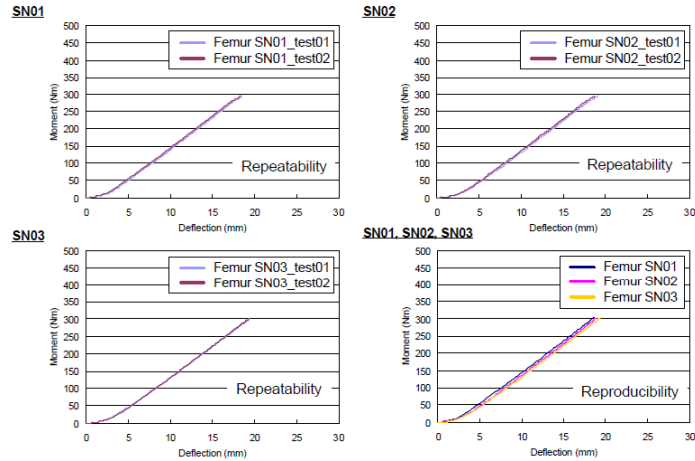 SN01
500
450
400
350
300
250
200
150
100
50
0
Moment (Nm)
Femur SN01_test01
Femur SN01_test02
Repeatability
0 5 10 15 20 25 30
Deflection (mm)
SN02
500
450
400
350
300
250
200
150
100
50
0
Moment (Nm)
Femur SN02_test01
Femur SN02_test02
Repeatability
0 5 10 15 20 25 30
Deflection (mm)
SN03
500
450
400
350
300
250
200
150
100
50
0
Moment (Nm)
Femur SN03_test01
Femur SN03_test02
Repeatability
0 5 10 15 20 25 30
Deflection (mm)
SN01, SN02, SN03
500
450
400
350
300
250
200
150
100
50
0
Moment (Nm)
Femur SN01
Femur SN02
Femur SN03
Reproducibility
0 5 10 15 20 25 30
Deflection (mm)